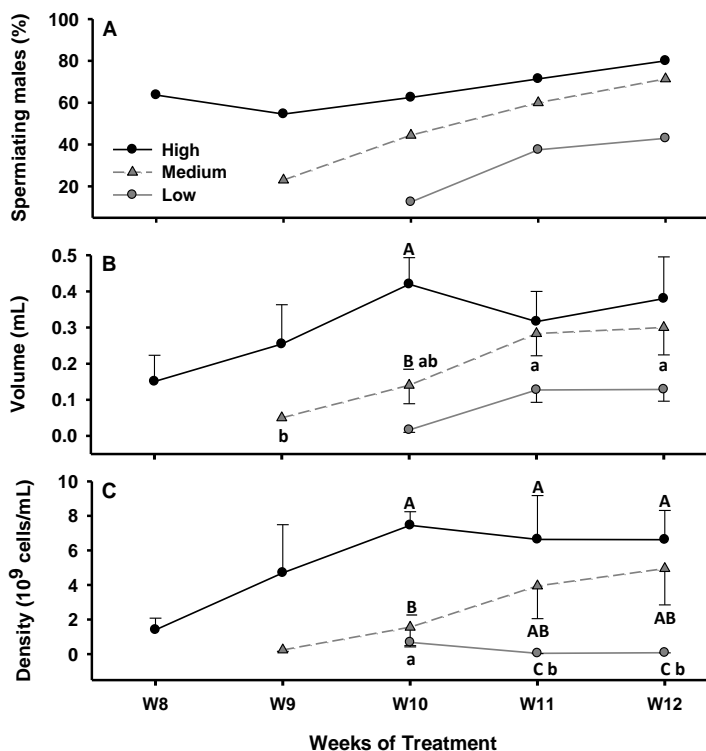 A
Spermiating males (%)
100
80
60
40
20
High
Medium
Low
B
Volume (mL)
0.5
0.4
0.3
0.2
0.1
0.0
A
B ab
b
a
a
C
Density (10⁹ cells/mL)
10
8
6
4
2
0
A
A
A
B
AB
AB
a
C b
C b
W8 W9 W10 W11 W12
Weeks of Treatment